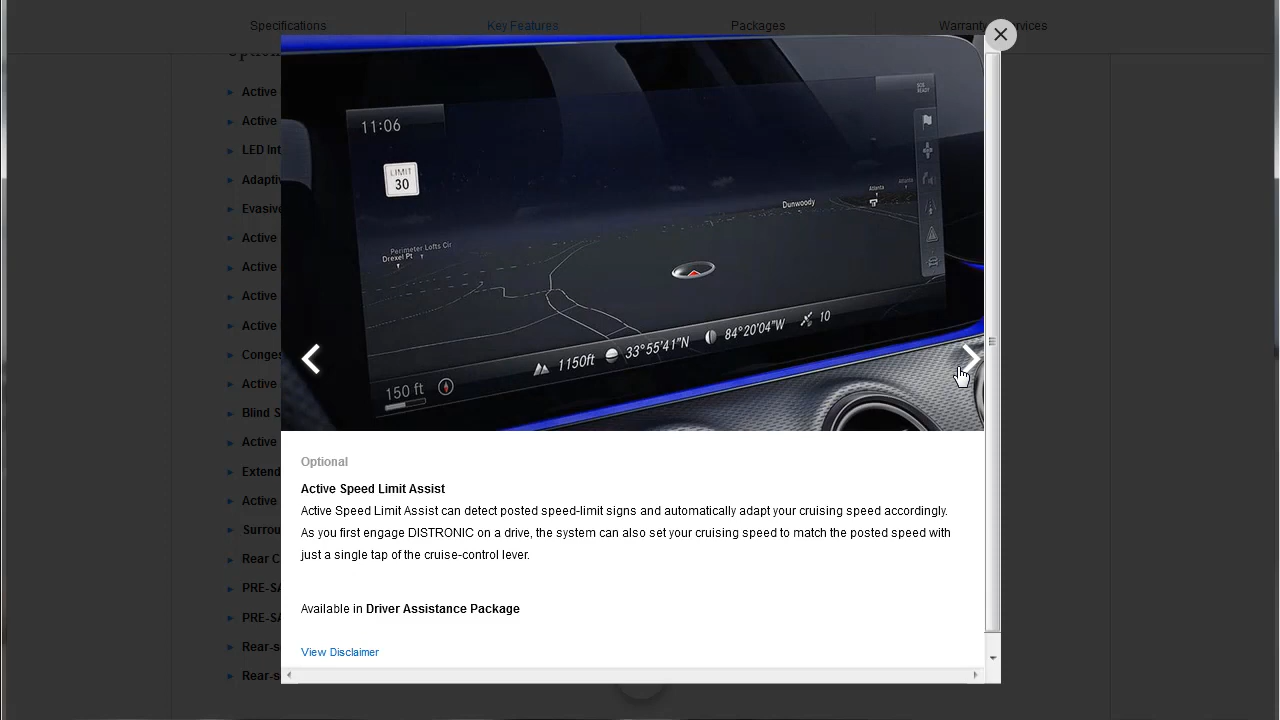 Specifications
Key Features
Packages
Active
Active
LED Int
Adaptiv
Evasive
Active
Active
Active
Active
Conges
Active
Blind S
Active
Extend
Active
Surrou
Rear C
PRE-SA
PRE-SA
Rear-s
Rear-s
11:06
LIMIT
30
SOS
READY
Atlanta
Atlanta
Dunwoody
Perimeter Lofts Cir
Drexel Pt
150 ft
1150ft
33°55'41"N
84°20'04"W
10
Optional
Active Speed Limit Assist
Active Speed Limit Assist can detect posted speed-limit signs and automatically adapt your cruising speed accordingly.
As you first engage DISTRONIC on a drive, the system can also set your cruising speed to match the posted speed with
just a single tap of the cruise-control lever.
Available in Driver Assistance Package
View Disclaimer